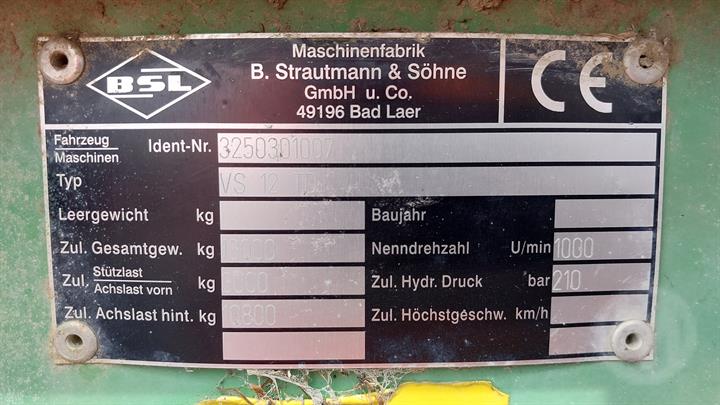 BSL
Maschinenfabrik
B. Strautmann & Söhne
GmbH u. Co.
49196 Bad Laer
CE
Fahrzeug
Maschinen
Ident-Nr.
Typ VS 12
Leergewicht kg
Baujahr
Zul. Gesamtgew. kg
Nenndrehzahl U/min 1000
Zul. Stützlast
Achslast vorn kg
Zul. Hydr. Druck bar 210
Zul. Achslast hint. kg 10800
Zul. Höchstgeschw. km/h